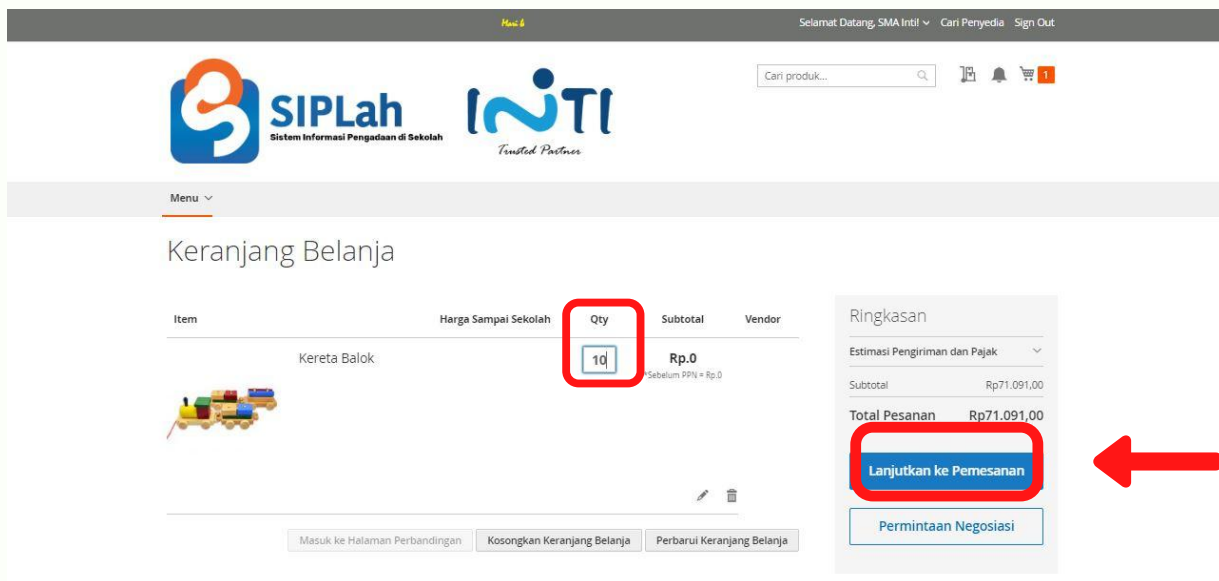 Mari b
Selamat Datang, SMA Inti! Cari Penyedia Sign Out
SIPLah
Sistem Informasi Pengadaan di Sekolah
INTI
Trusted Partner
Cari produk...
1
Menu
Keranjang Belanja
Item Harga Sampai Sekolah Qty Subtotal Vendor
Kereta Balok 10 Rp.0
*Sebelum PPN = Rp.0
Masuk ke Halaman Perbandingan Kosongkan Keranjang Belanja Perbarui Keranjang Belanja
Ringkasan
Estimasi Pengiriman dan Pajak
Subtotal Rp71.091,00
Total Pesanan Rp71.091,00
Lanjutkan ke Pemesanan
Permintaan Negosiasi